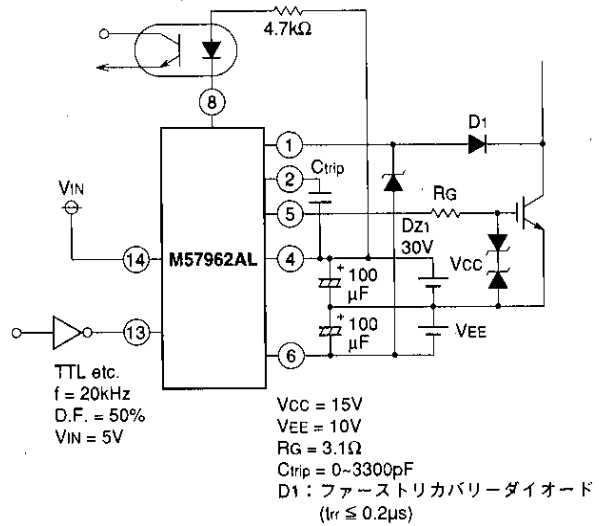 4.7kΩ
8
1
D1
2
Ctrip
VIN
5
RG
DZ1
30V
14
M57962AL
4
+ 100
μF
VCC
+ 100
μF
VEE
13
6
TTL etc.
f = 20kHz
D.F. = 50%
VIN = 5V
VCC = 15V
VEE = 10V
RG = 3.1Ω
Ctrip = 0~3300pF
D1：ファーストリカバリーダイオード
(trr ≦ 0.2μs)